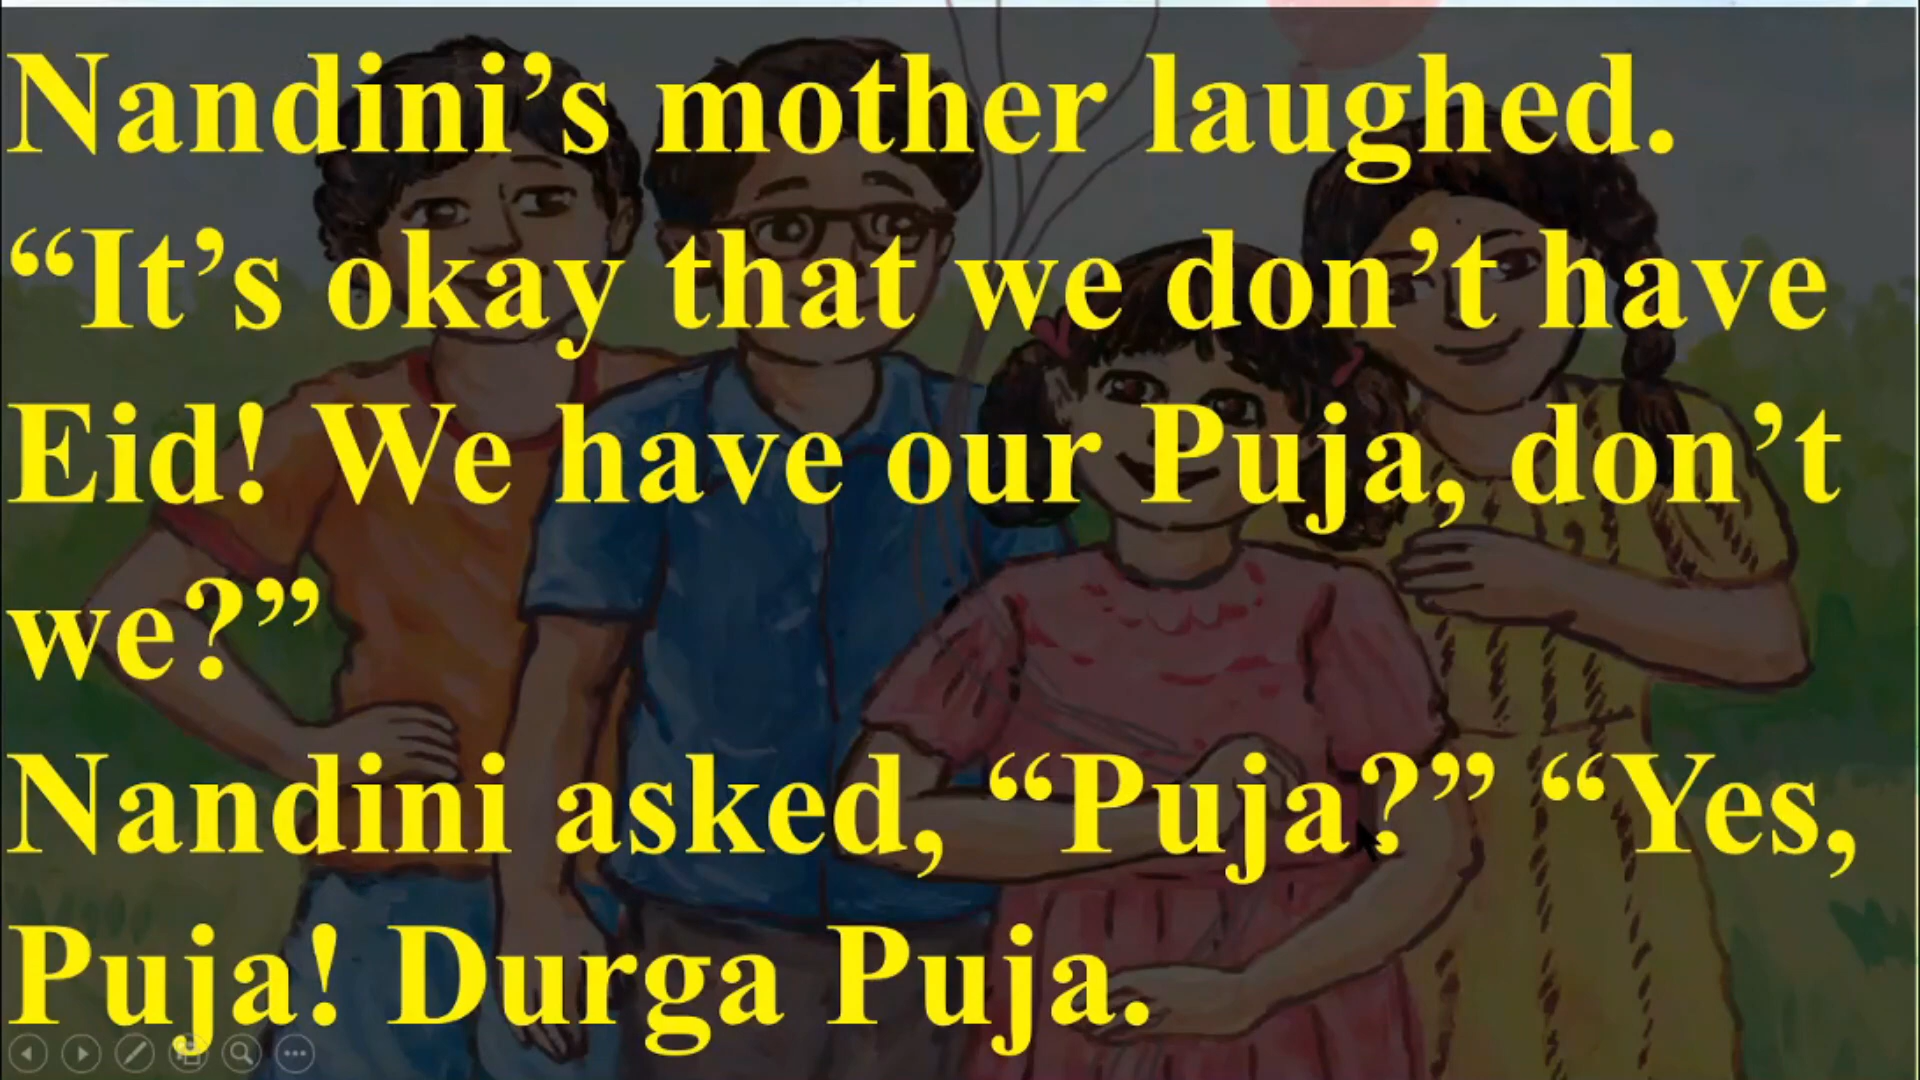 Nandini’s mother laughed.
“It’s okay that we don’t have
Eid! We have our Puja, don’t
we?”
Nandini asked, “Puja?” “Yes,
Puja! Durga Puja.